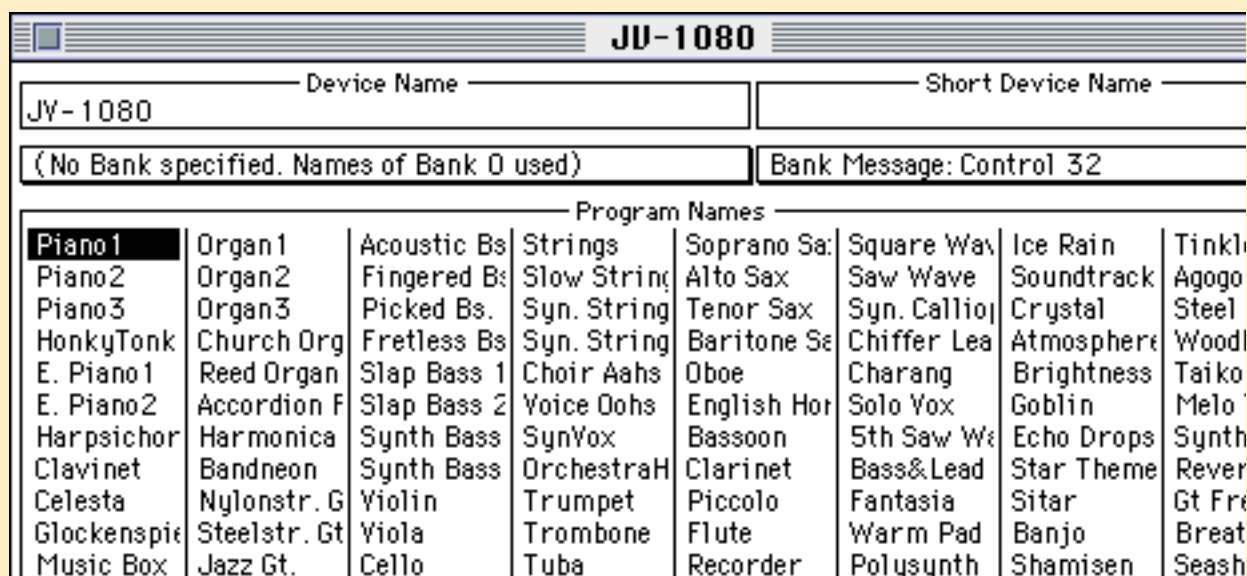 JV-1080
Device Name
Short Device Name
JV-1080
(No Bank specified. Names of Bank 0 used)
Bank Message: Control 32
Program Names
Piano1 Organ1 Acoustic Bs Strings Soprano Sa Square Wav Ice Rain Tinkl
Piano2 Organ2 Fingered Bs Slow String Alto Sax Saw Wave Soundtrack Agogo
Piano3 Organ3 Picked Bs. Syn. String Tenor Sax Syn. Calliop Crystal Steel
HonkyTonk Church Org Fretless Bs Syn. String Baritone Sa Chiffer Lea Atmosphere Wood
E. Piano1 Reed Organ Slap Bass 1 Choir Aahs Oboe Charang Brightness Taiko
E. Piano2 Accordion F Slap Bass 2 Voice Oohs English Hor Solo Vox Goblin Melo
Harpsichor Harmonica Synth Bass SynVox Bassoon 5th Saw Wa Echo Drops Synth
Clavinet Bandneon Synth Bass OrchestraH Clarinet Bass&Lead Star Theme Rever
Celesta Nylonstr. G Violin Trumpet Piccolo Fantasia Sitar Gt Fre
Glockenspie Steelstr. Gt Viola Trombone Flute Warm Pad Banjo Breat
Music Box Jazz Gt. Cello Tuba Recorder Polysynth Shamisen Seash